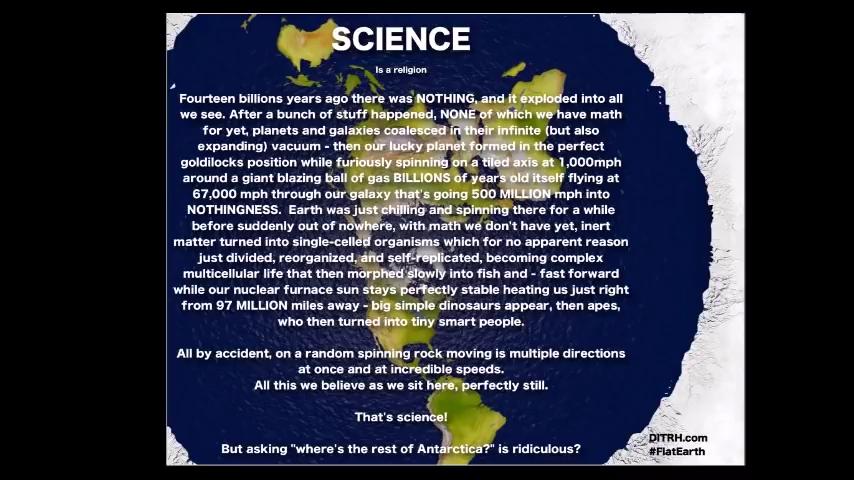 SCIENCE
Is a religion
Fourteen billions years ago there was NOTHING, and it exploded into all
we see. After a bunch of stuff happened, NONE of which we have math
for yet, planets and galaxies coalesced in their infinite (but also
expanding) vacuum - then our lucky planet formed in the perfect
goldilocks position while furiously spinning on a tiled axis at 1,000mph
around a giant blazing ball of gas BILLIONS of years old itself flying at
67,000 mph through our galaxy that's going 500 MILLION mph into
NOTHINGNESS. Earth was just chilling and spinning there for a while
before suddenly out of nowhere, with math we don't have yet, inert
matter turned into single-celled organisms which for no apparent reason
just divided, reorganized, and self-replicated, becoming complex
multicellular life that then morphed slowly into fish and - fast forward
while our nuclear furnace sun stays perfectly stable heating us just right
from 97 MILLION miles away - big simple dinosaurs appear, then apes,
who then turned into tiny smart people.
All by accident, on a random spinning rock moving is multiple directions
at once and at incredible speeds.
All this we believe as we sit here, perfectly still.
That's science!
But asking "where's the rest of Antarctica?" is ridiculous?
DITRH.com
#FlatEarth